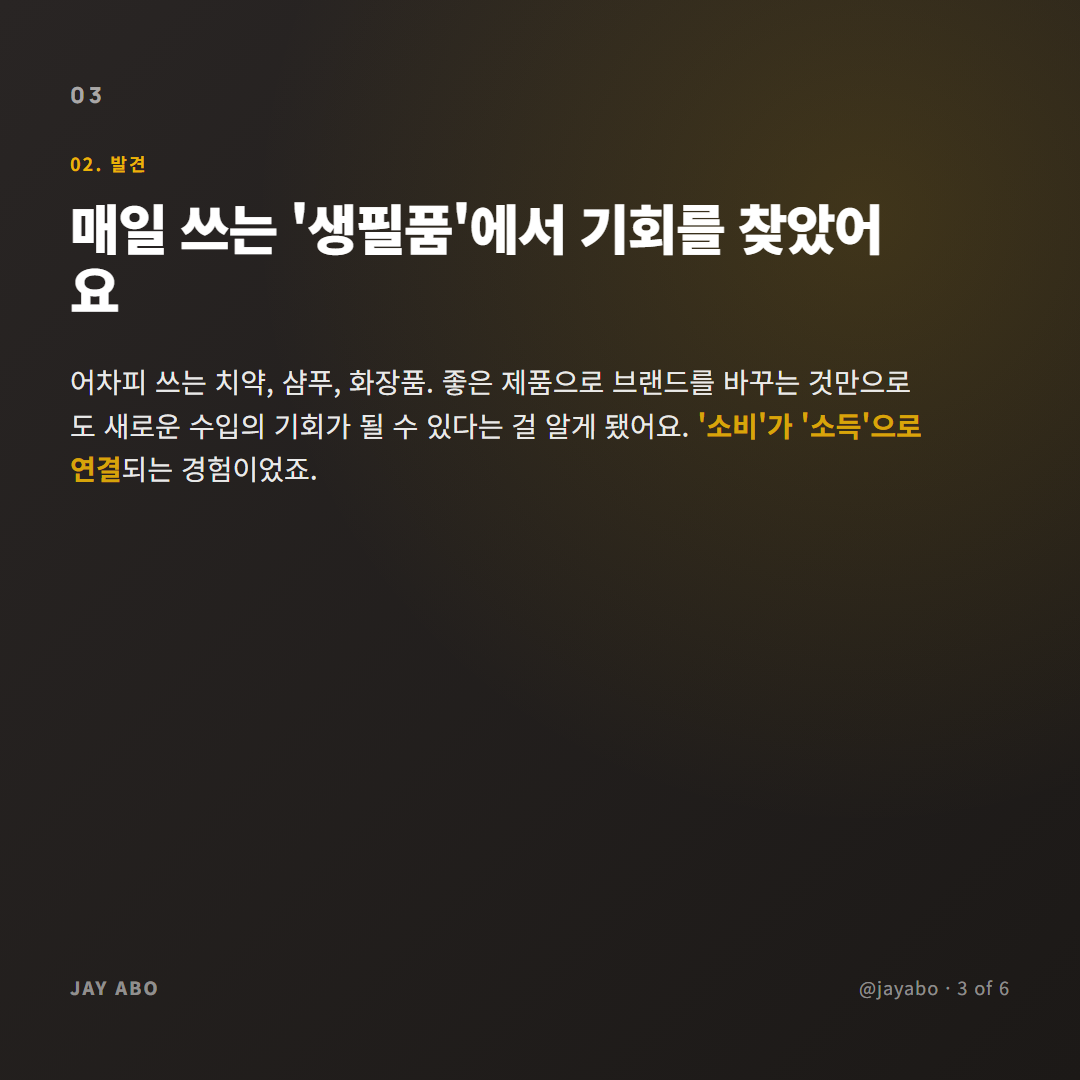 03
02. 발견
매일 쓰는 '생필품'에서 기회를 찾았어
요
어차피 쓰는 치약, 샴푸, 화장품. 좋은 제품으로 브랜드를 바꾸는 것만으로
도 새로운 수입의 기회가 될 수 있다는 걸 알게 됐어요. '소비'가 '소득'으로
연결되는 경험이었죠.
JAY ABO
@jayabo · 3 of 6